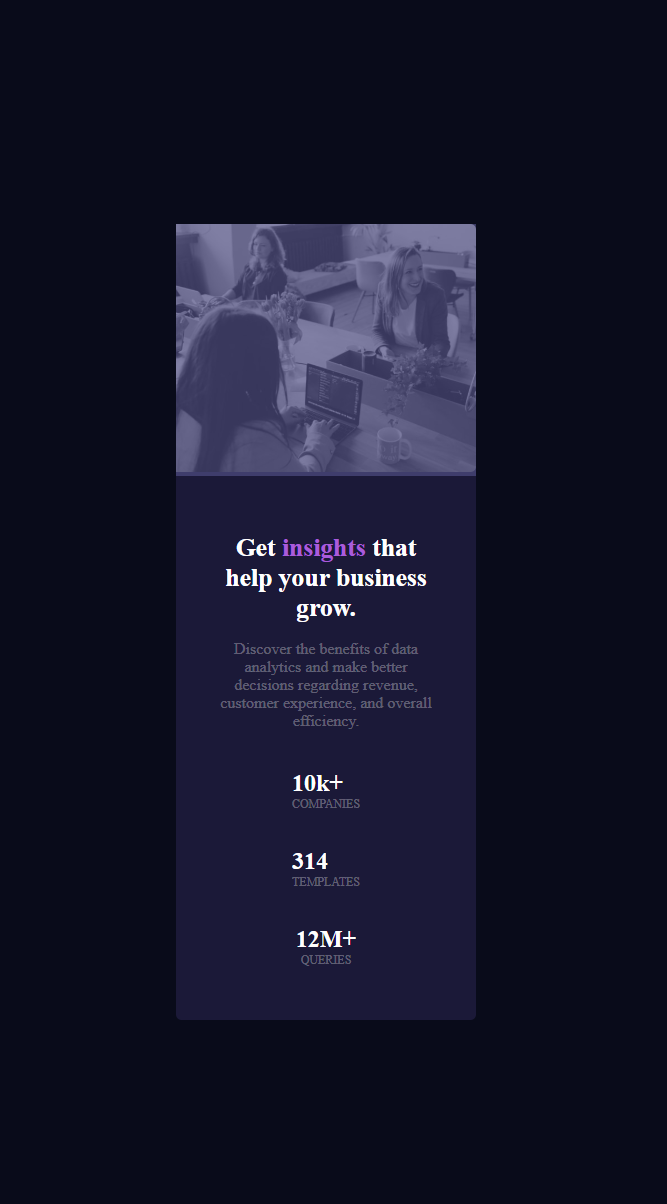 Get insights that
help your business
grow.
Discover the benefits of data
analytics and make better
decisions regarding revenue,
customer experience, and overall
efficiency.
10k+
COMPANIES
314
TEMPLATES
12M+
QUERIES